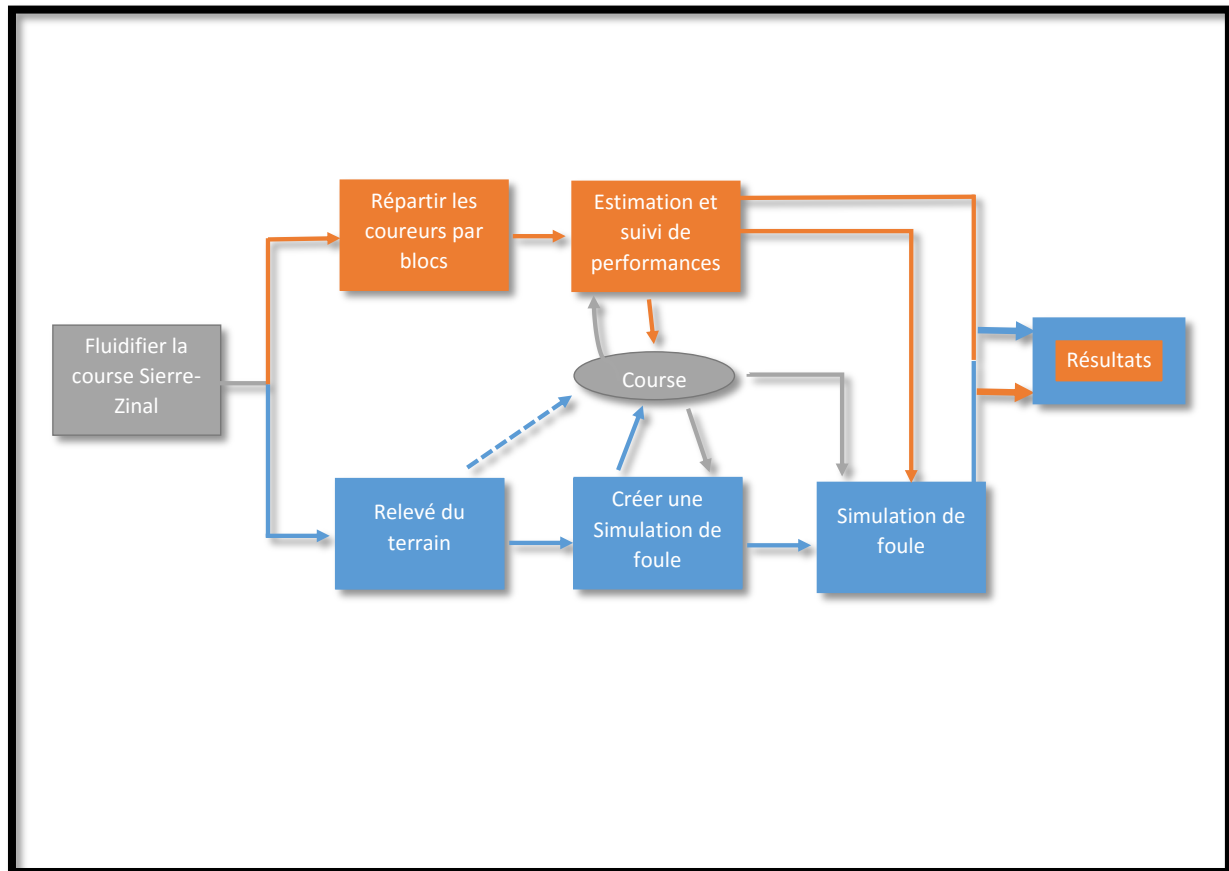 Répartir les
coureurs par
blocs
Estimation et
suivi de
performances
Fluidifier la
course Sierre-
Zinal
Course
Résultats
Relevé du
terrain
Créer une
Simulation de
foule
Simulation de
foule